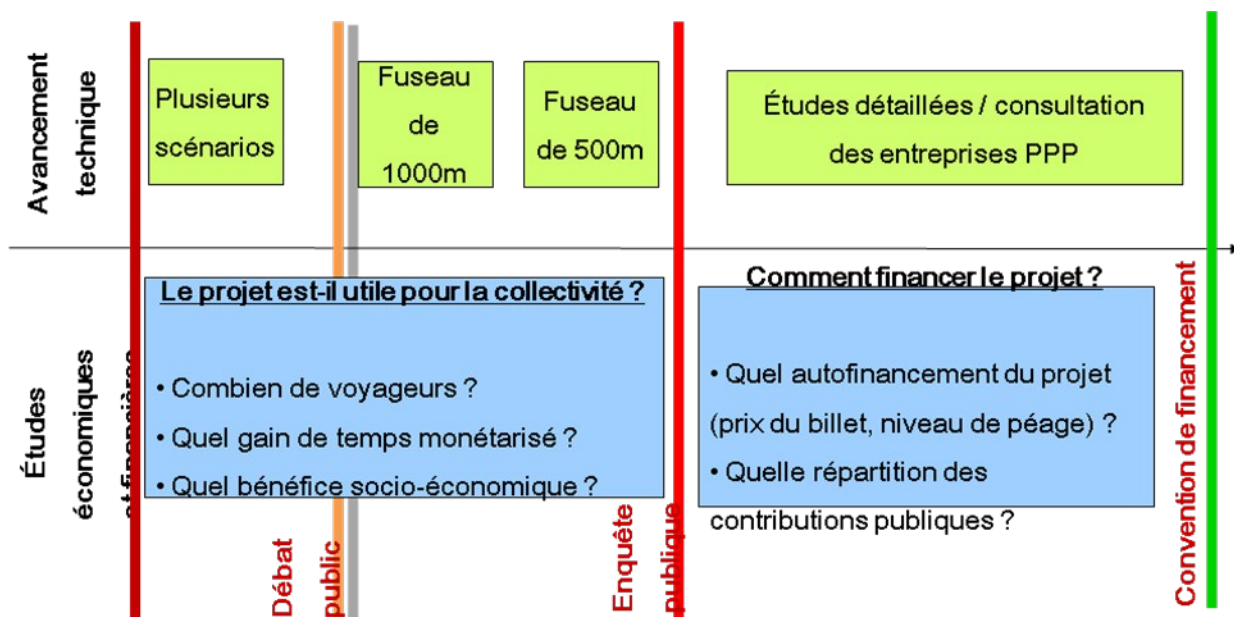 Avancement
technique
Plusieurs
scénarios
Fuseau
de
1000m
Fuseau
de 500m
Études détaillées / consultation
des entreprises PPP
Études
économiques
et financières
Le projet est-il utile pour la collectivité ?
• Combien de voyageurs ?
• Quel gain de temps monétarisé ?
• Quel bénéfice socio-économique ?
Comment financer le projet ?
• Quel autofinancement du projet
(prix du billet, niveau de péage) ?
• Quelle répartition des
contributions publiques ?
Débat
public
Enquête
publique
Convention de financement